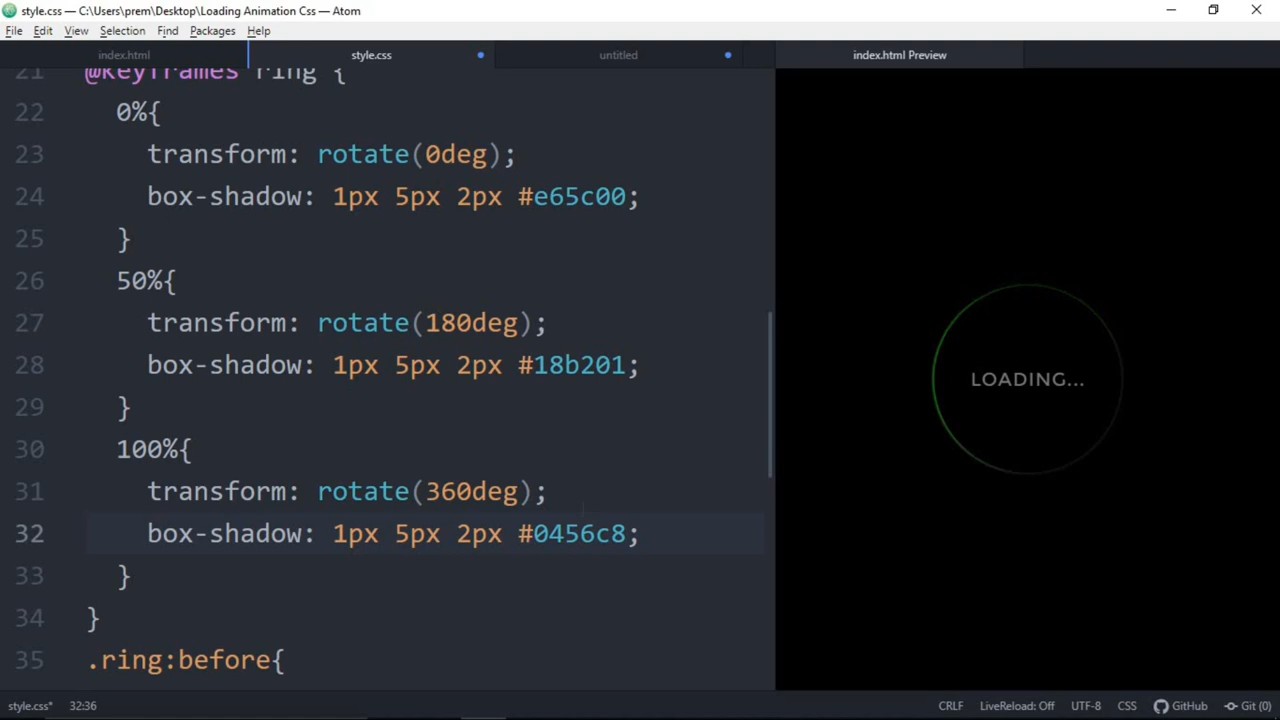 style.css — C:\Users\prem\Desktop\Loading Animation Css — Atom
File Edit View Selection Find Packages Help
index.html style.css untitled index.html Preview
21 @keyframes ring {
22 0%{
23 transform: rotate(0deg);
24 box-shadow: 1px 5px 2px #e65c00;
25 }
26 50%{
27 transform: rotate(180deg);
28 box-shadow: 1px 5px 2px #18b201;
29 }
30 100%{
31 transform: rotate(360deg);
32 box-shadow: 1px 5px 2px #0456c8;
33 }
34 }
35 .ring:before{
LOADING...
style.css* 32:36 CRLF LiveReload: Off UTF-8 CSS GitHub Git (0)